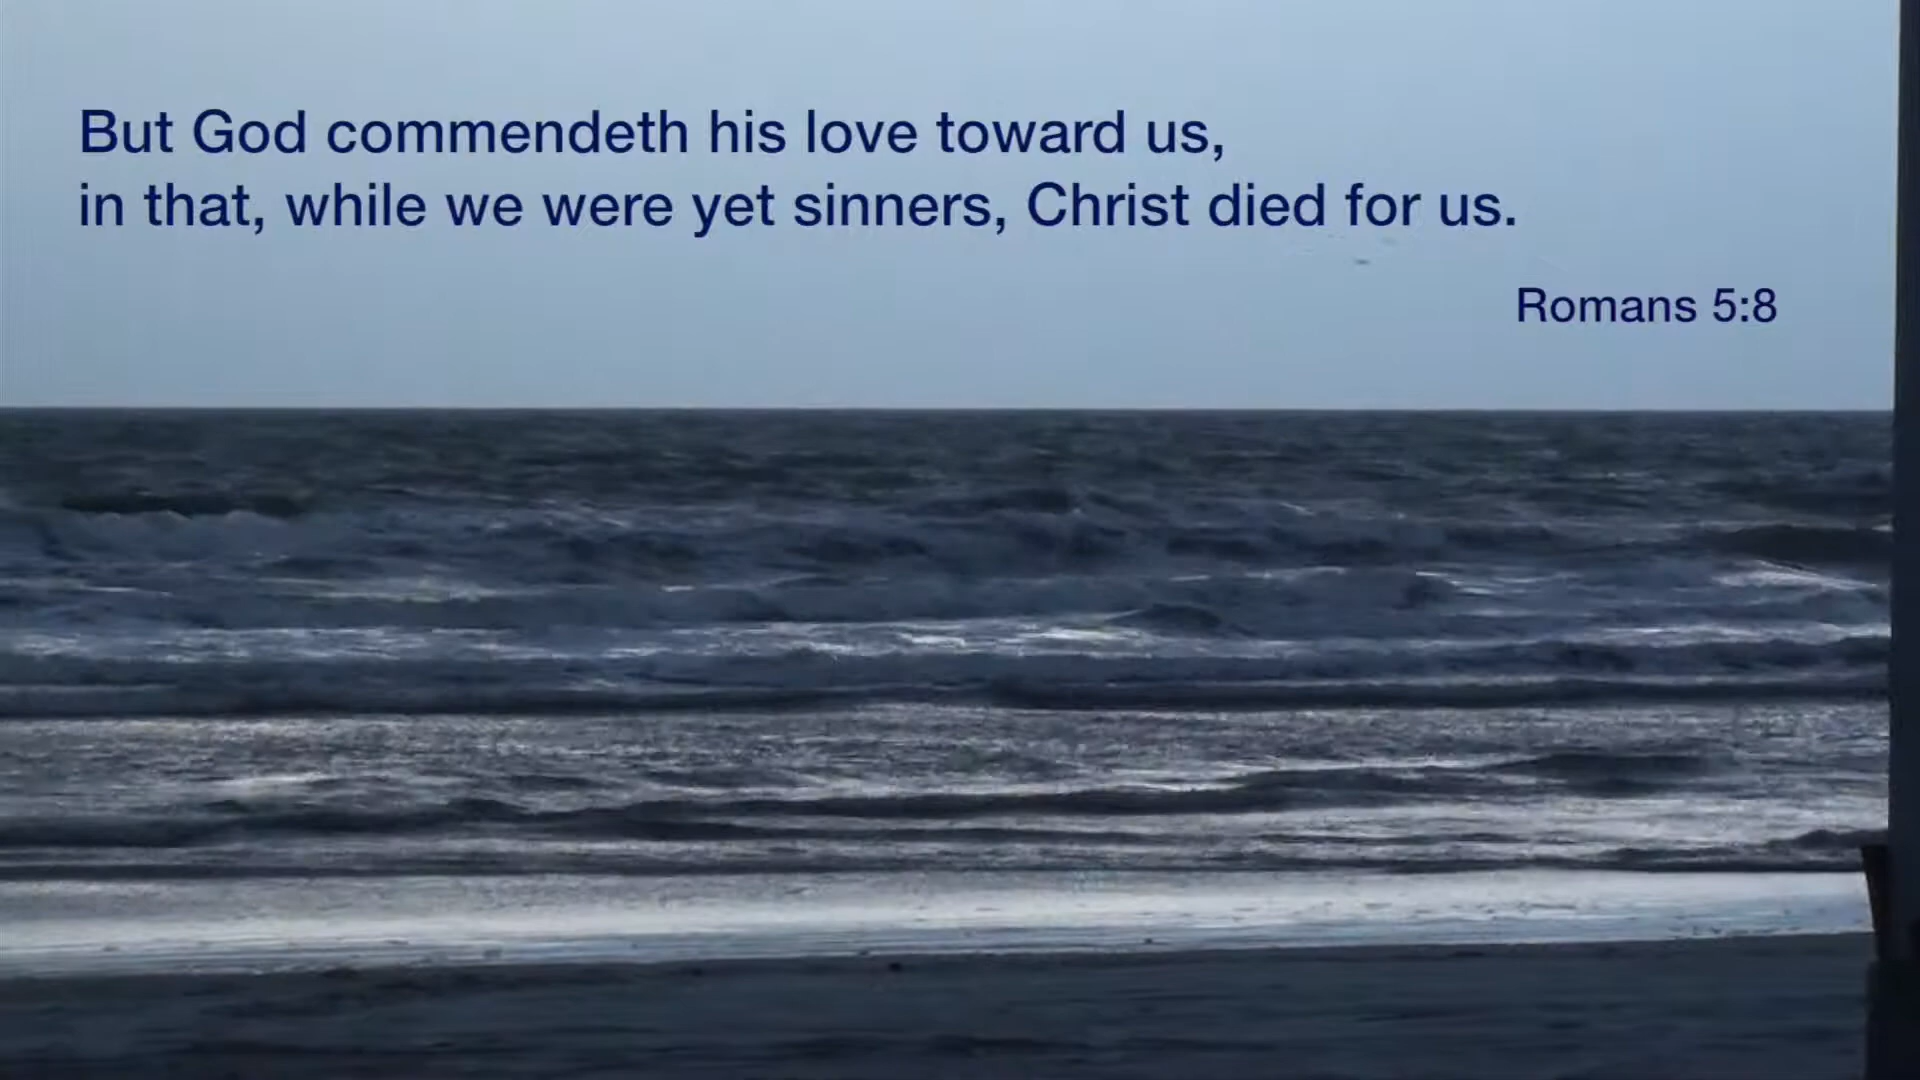 But God commendeth his love toward us,
in that, while we were yet sinners, Christ died for us.
Romans 5:8